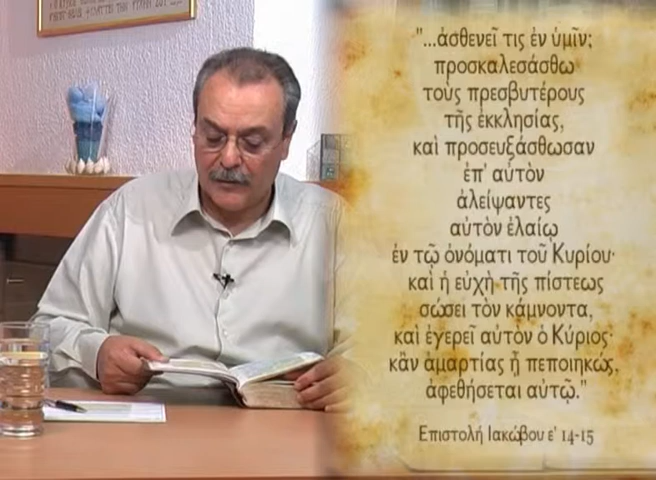 "...ἀσθενεῖ τις ἐν ὑμῖν;
προσκαλεσάσθω
τοὺς πρεσβυτέρους
τῆς ἐκκλησίας,
καὶ προσευξάσθωσαν
ἐπ' αὐτὸν
ἀλείψαντες
αὐτὸν ἐλαίῳ
ἐν τῷ ὀνόματι τοῦ Κυρίου·
καὶ ἡ εὐχὴ τῆς πίστεως
σώσει τὸν κάμνοντα,
καὶ ἐγερεῖ αὐτὸν ὁ Κύριος·
κἂν ἁμαρτίας ᾖ πεποιηκώς,
ἀφεθήσεται αὐτῷ."
Επιστολή Ιακώβου ε' 14-15